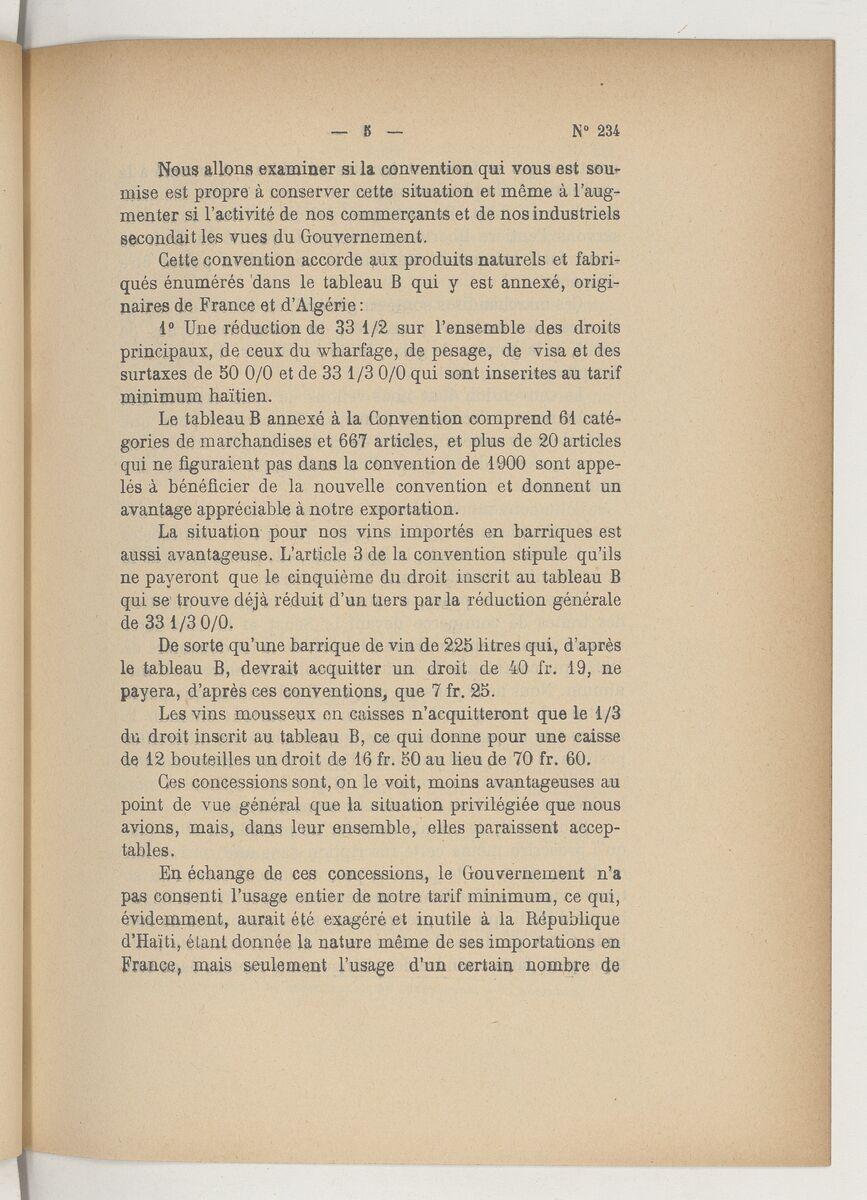 — 5 — N° 234
Nous allons examiner si la convention qui vous est sou-
mise est propre à conserver cette situation et même à l'aug-
menter si l'activité de nos commerçants et de nos industriels
secondait les vues du Gouvernement.
Cette convention accorde aux produits naturels et fabri-
qués énumérés dans le tableau B qui y est annexé, origi-
naires de France et d'Algérie :
1° Une réduction de 33 1/2 sur l'ensemble des droits
principaux, de ceux du wharfage, de pesage, de visa et des
surtaxes de 50 0/0 et de 33 1/3 0/0 qui sont inserites au tarif
minimum haïtien.
Le tableau B annexé à la Convention comprend 61 caté-
gories de marchandises et 667 articles, et plus de 20 articles
qui ne figuraient pas dans la convention de 1900 sont appe-
lés à bénéficier de la nouvelle convention et donnent un
avantage appréciable à notre exportation.
La situation pour nos vins importés en barriques est
aussi avantageuse. L'article 3 de la convention stipule qu'ils
ne payeront que le cinquième du droit inscrit au tableau B
qui se trouve déjà réduit d'un tiers par la réduction générale
de 33 1/3 0/0.
De sorte qu'une barrique de vin de 225 litres qui, d'après
le tableau B, devrait acquitter un droit de 40 fr. 19, ne
payera, d'après ces conventions, que 7 fr. 25.
Les vins mousseux en caisses n'acquitteront que le 1/3
du droit inscrit au tableau B, ce qui donne pour une caisse
de 12 bouteilles un droit de 16 fr. 50 au lieu de 70 fr. 60.
Ces concessions sont, on le voit, moins avantageuses au
point de vue général que la situation privilégiée que nous
avions, mais, dans leur ensemble, elles paraissent accep-
tables.
En échange de ces concessions, le Gouvernement n'a
pas consenti l'usage entier de notre tarif minimum, ce qui,
évidemment, aurait été exagéré et inutile à la République
d'Haïti, étant donnée la nature même de ses importations en
France, mais seulement l'usage d'un certain nombre de